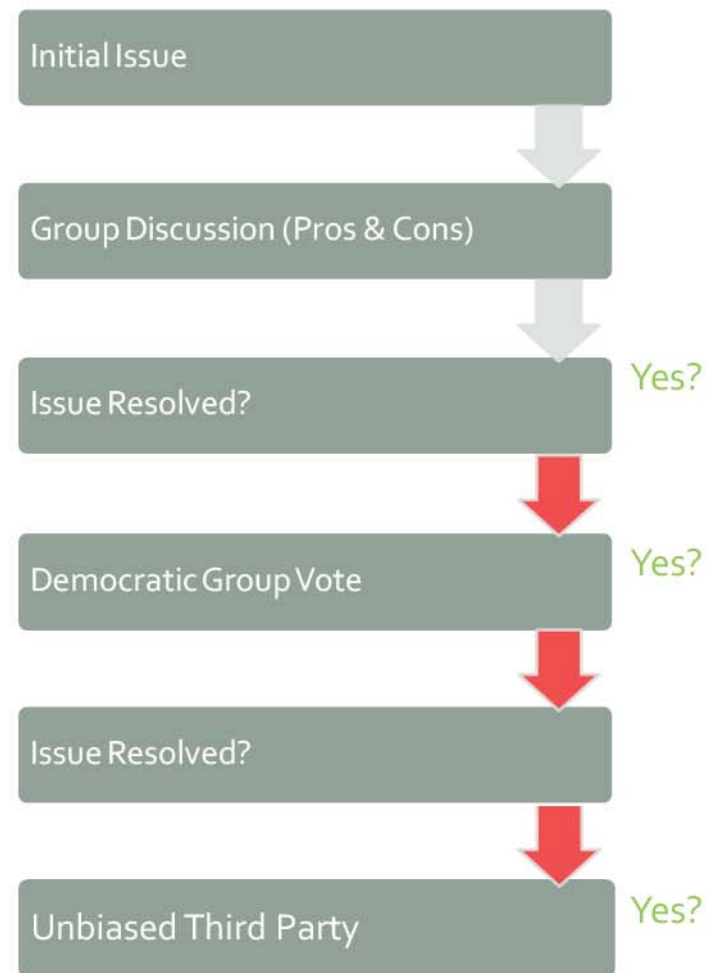 Initial Issue
Group Discussion (Pros & Cons)
Issue Resolved?
Yes?
Democratic Group Vote
Yes?
Issue Resolved?
Unbiased Third Party
Yes?